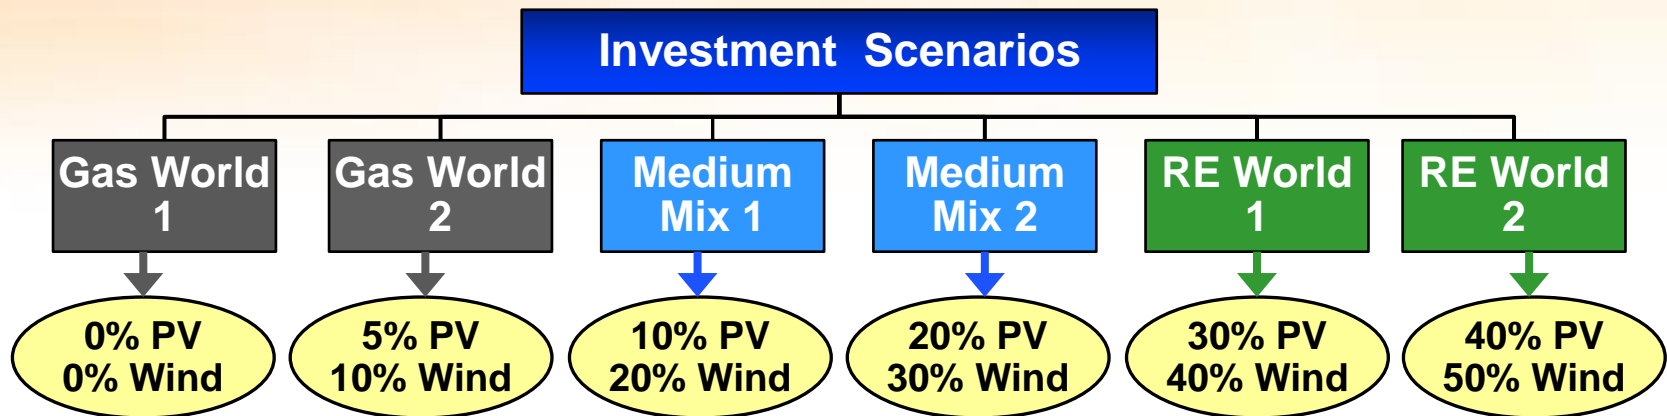 Investment Scenarios
Gas World
1
Gas World
2
Medium
Mix 1
Medium
Mix 2
RE World
1
RE World
2
0% PV
0% Wind
5% PV
10% Wind
10% PV
20% Wind
20% PV
30% Wind
30% PV
40% Wind
40% PV
50% Wind